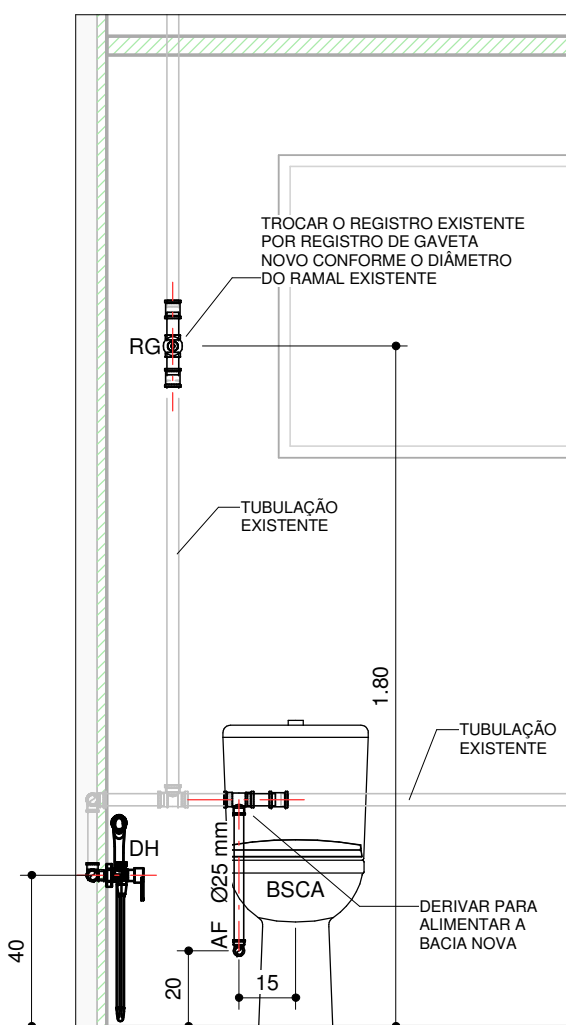 TROCAR O REGISTRO EXISTENTE
POR REGISTRO DE GAVETA
NOVO CONFORME O DIÂMETRO
DO RAMAL EXISTENTE
RG
TUBULAÇÃO
EXISTENTE
1.80
TUBULAÇÃO
EXISTENTE
DH
AF Ø25 mm
BSCA
DERIVAR PARA
ALIMENTAR A
BACIA NOVA
40
20
15